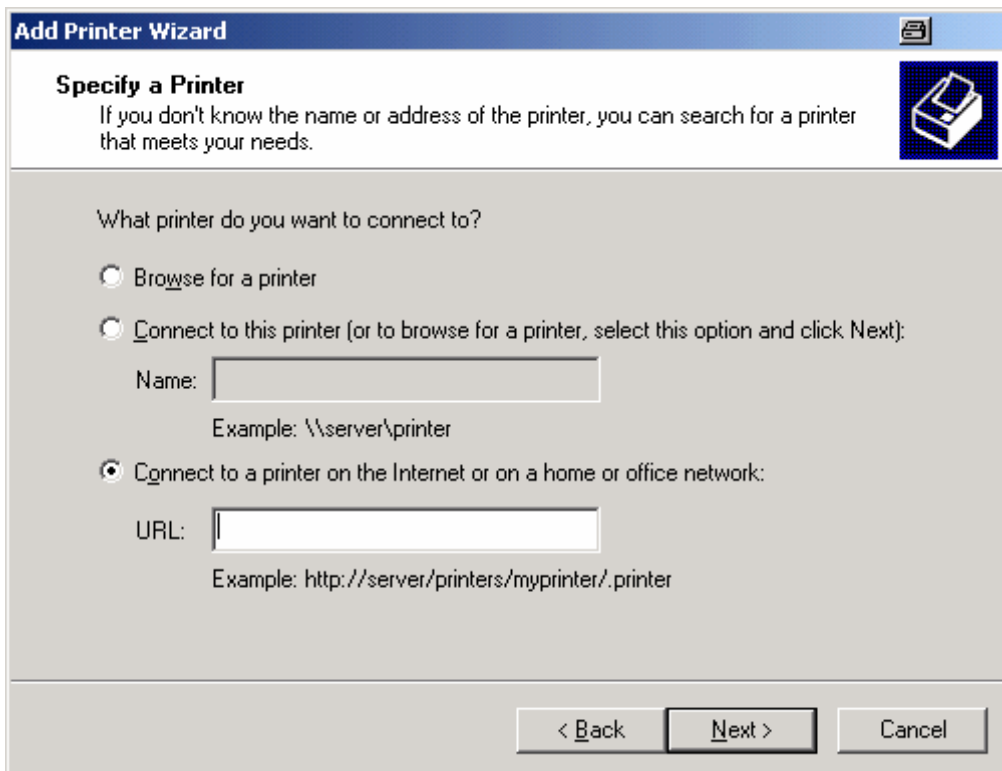 Add Printer Wizard
Specify a Printer
If you don't know the name or address of the printer, you can search for a printer
that meets your needs.
What printer do you want to connect to?
Browse for a printer
Connect to this printer (or to browse for a printer, select this option and click Next):
Name:
Example: \\server\printer
Connect to a printer on the Internet or on a home or office network:
URL:
Example: http://server/printers/myprinter/.printer
< Back Next > Cancel